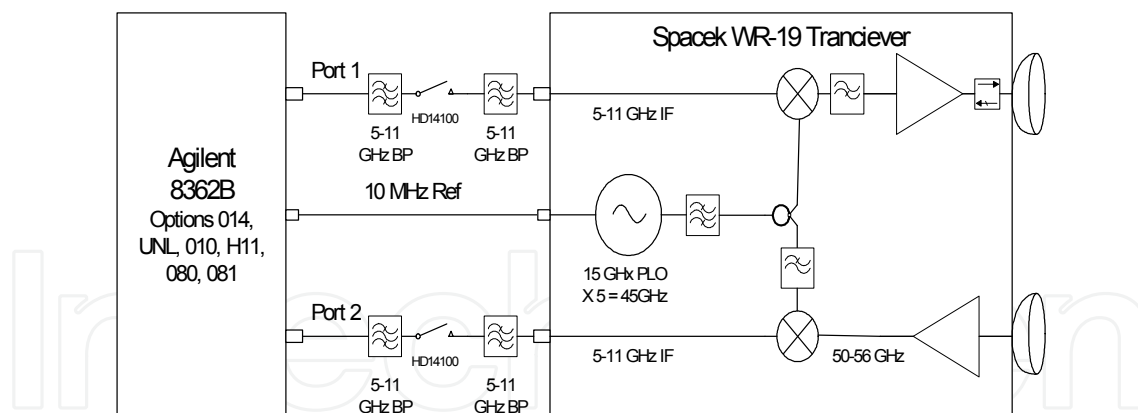 Spacek WR-19 Tranciever
Port 1
HD14100
5-11
GHz BP
5-11
GHz BP
5-11 GHz IF
Agilent
8362B
Options 014,
UNL, 010, H11,
080, 081
10 MHz Ref
15 GHx PLO
X 5 = 45GHz
Port 2
HD14100
5-11
GHz BP
5-11
GHz BP
5-11 GHz IF
50-56 GHz